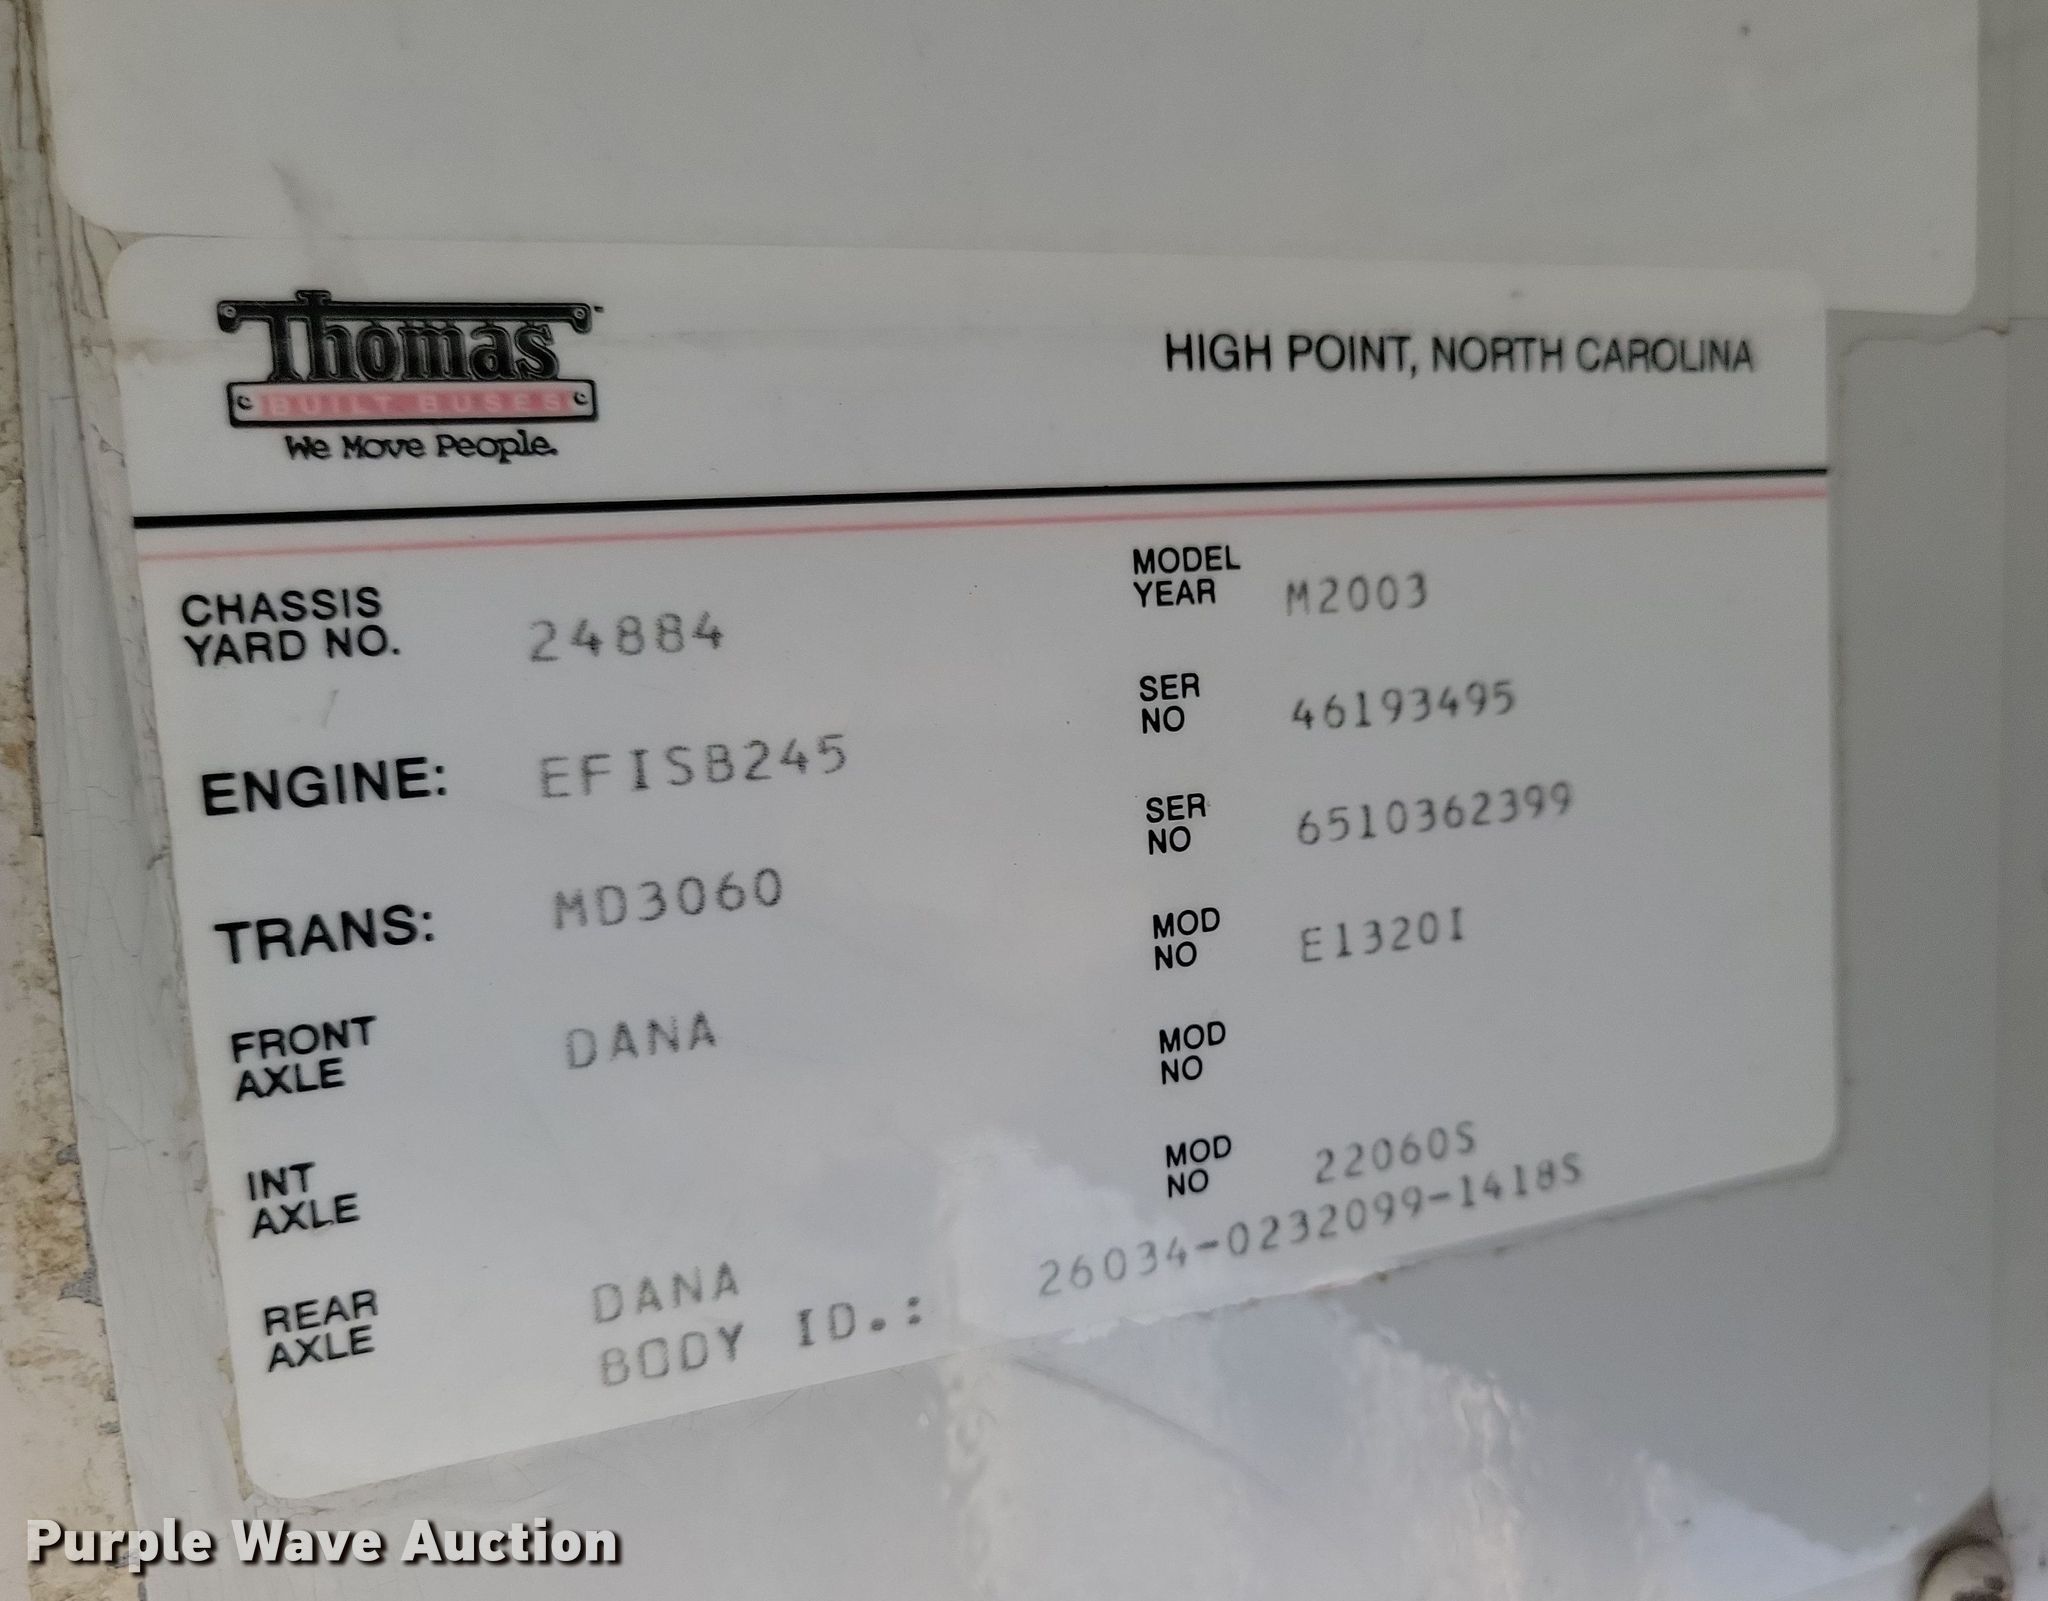 Thomas
BUILT BUSES
We Move People.
HIGH POINT, NORTH CAROLINA
CHASSIS
YARD NO. 24884
MODEL
YEAR M2003
ENGINE: EFISB245
SER
NO 46193495
TRANS: MD3060
SER
NO 6510362399
FRONT
AXLE DANA
MOD
NO E1320I
INT
AXLE
MOD
NO
REAR
AXLE DANA
MOD
NO 22060S
BODY ID.: 26034-0232099-1418S
Purple Wave Auction